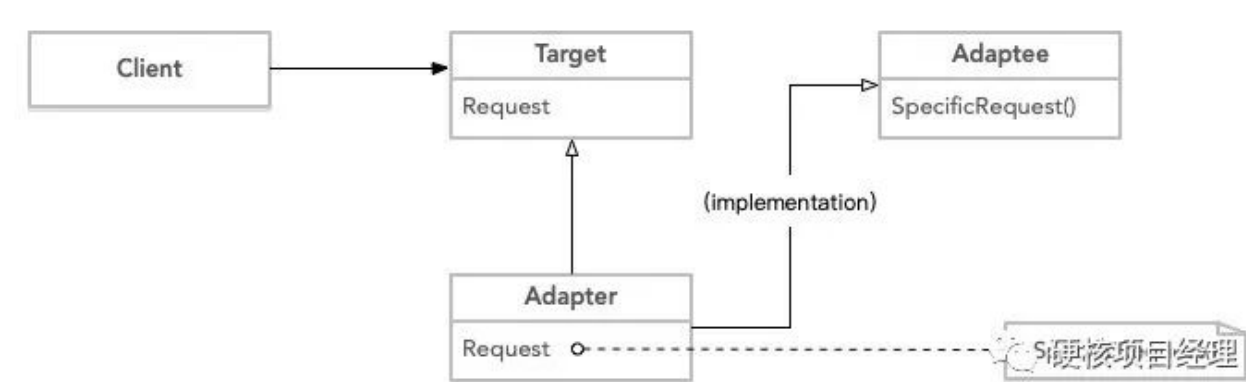 Client
Target
Request
Adaptee
SpecificRequest()
(implementation)
Adapter
Request
硬核项目经理